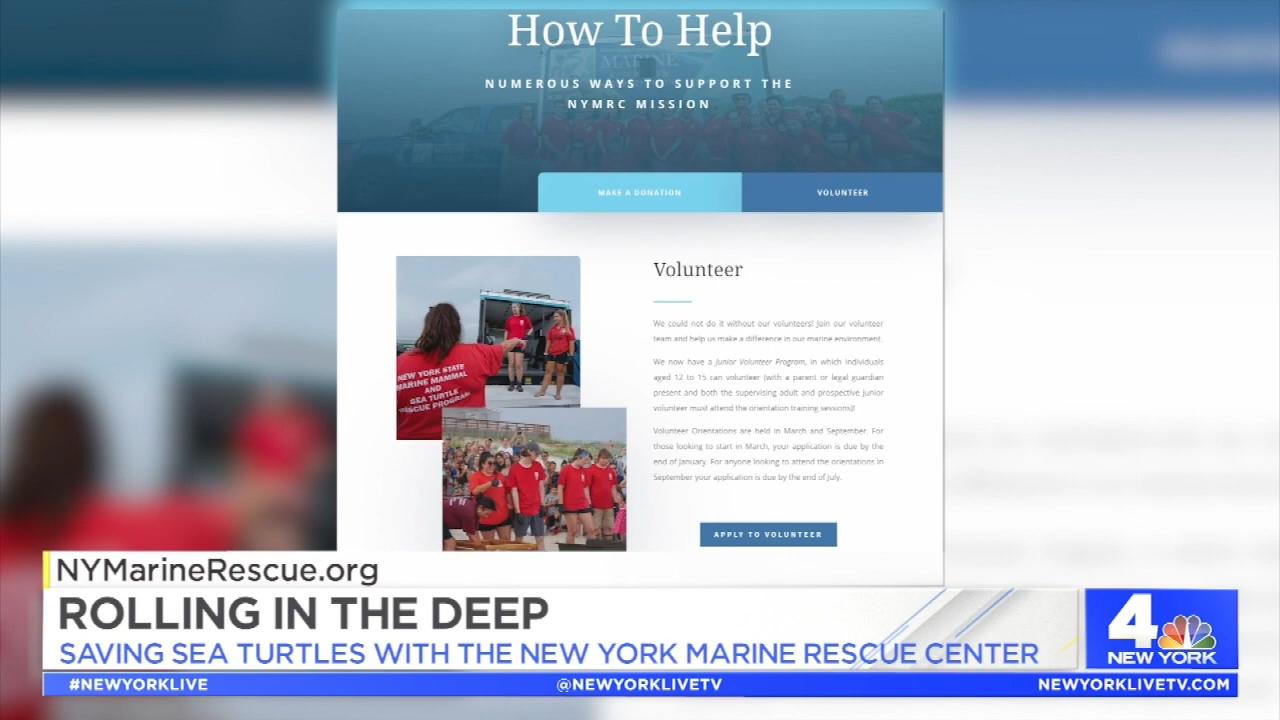 How To Help
MARINE
NUMEROUS WAYS TO SUPPORT THE
NYMRC MISSION
MAKE A DONATION
VOLUNTEER
Volunteer
We could not do it without our volunteers! Join our volunteer
team and help us make a difference in our marine environment.
We now have a Junior Volunteer Program, in which individuals
aged 12 to 15 can volunteer (with a parent or legal guardian
present and both the supervising adult and prospective junior
volunteer must attend the orientation training sessions)!
Volunteer Orientations are held in March and September. For
those looking to start in March, your application is due by the
end of January. For anyone looking to attend the orientations in
September your application is due by the end of July.
APPLY TO VOLUNTEER
NEW YORK STATE
MARINE MAMMAL
AND
SEA TURTLE
RESCUE PROGRAM
NYMarineRescue.org
ROLLING IN THE DEEP
SAVING SEA TURTLES WITH THE NEW YORK MARINE RESCUE CENTER
4
NEW YORK
#NEWYORKLIVE
@NEWYORKLIVETV
NEWYORKLIVETV.COM